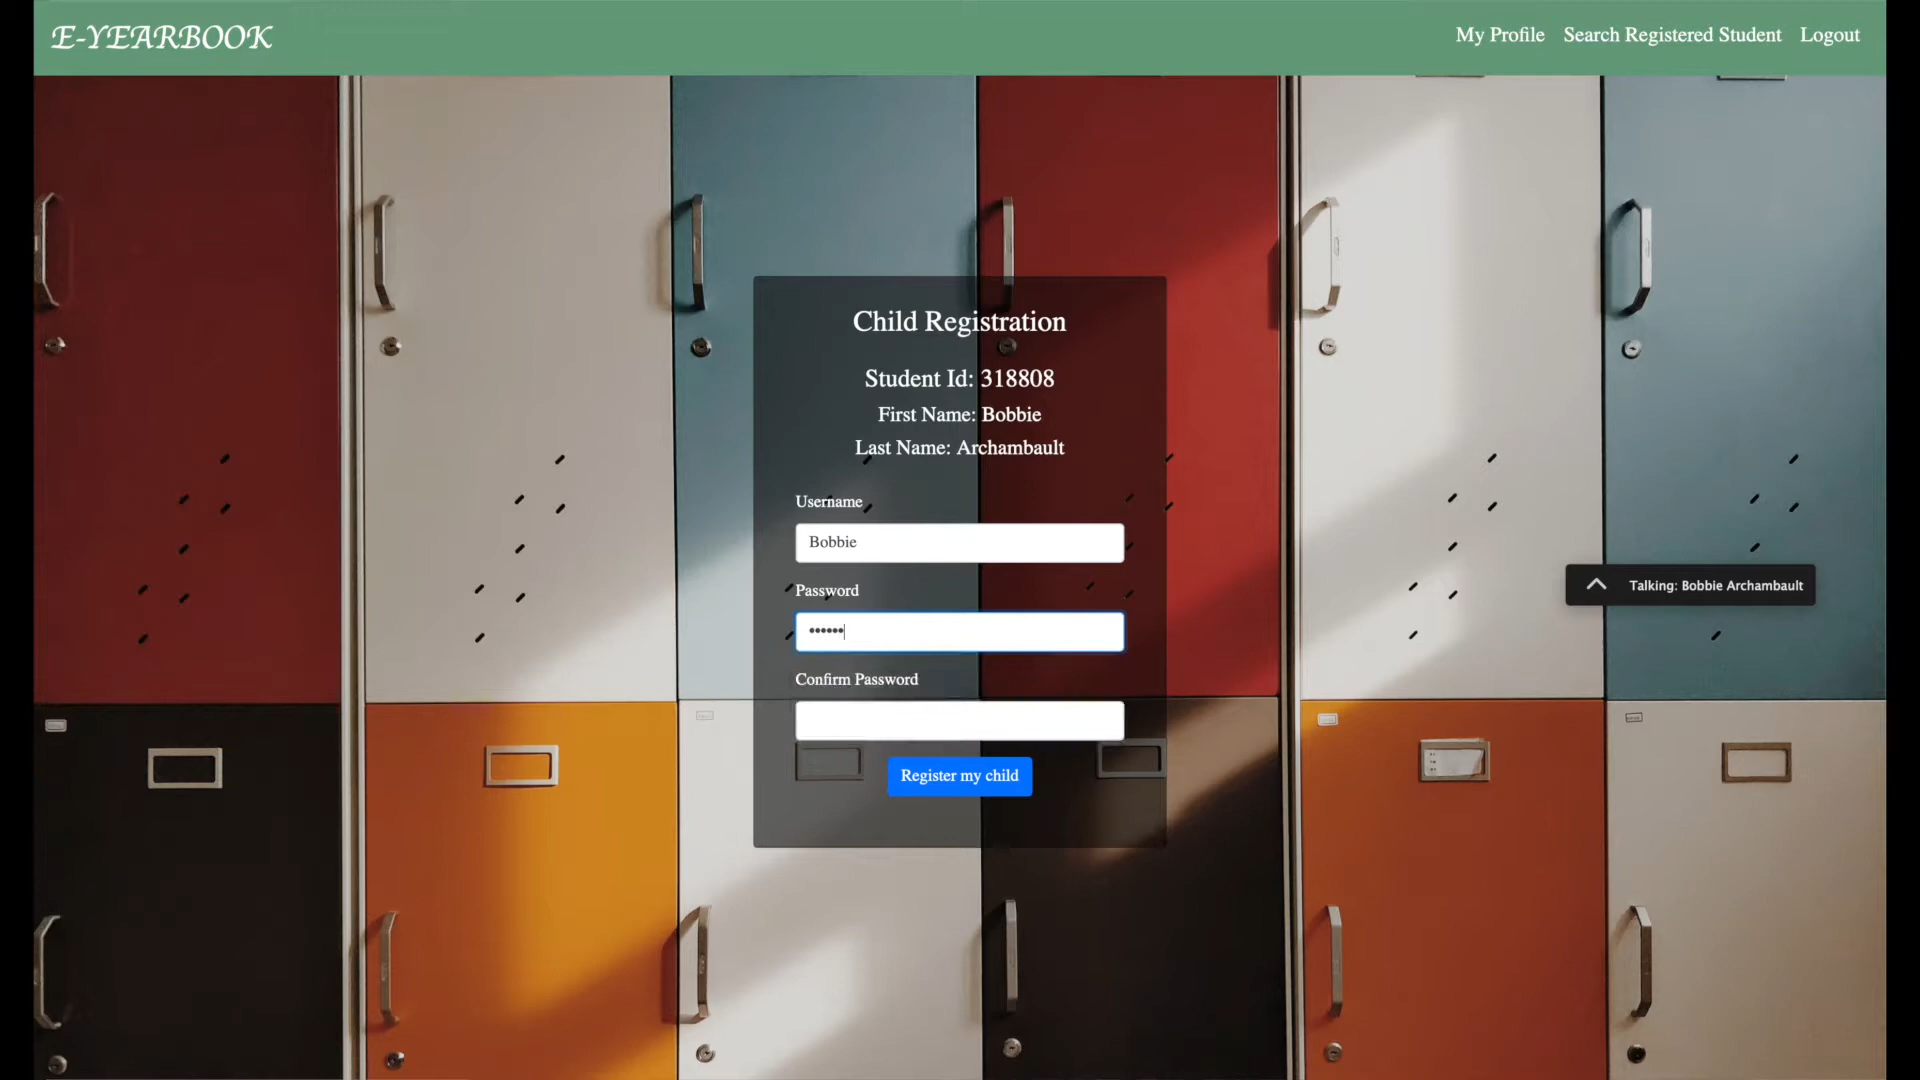 E-YEARBOOK
My Profile Search Registered Student Logout
Child Registration
Student Id: 318808
First Name: Bobbie
Last Name: Archambault
Username
Bobbie
Password
••••••
Confirm Password
Register my child
Talking: Bobbie Archambault